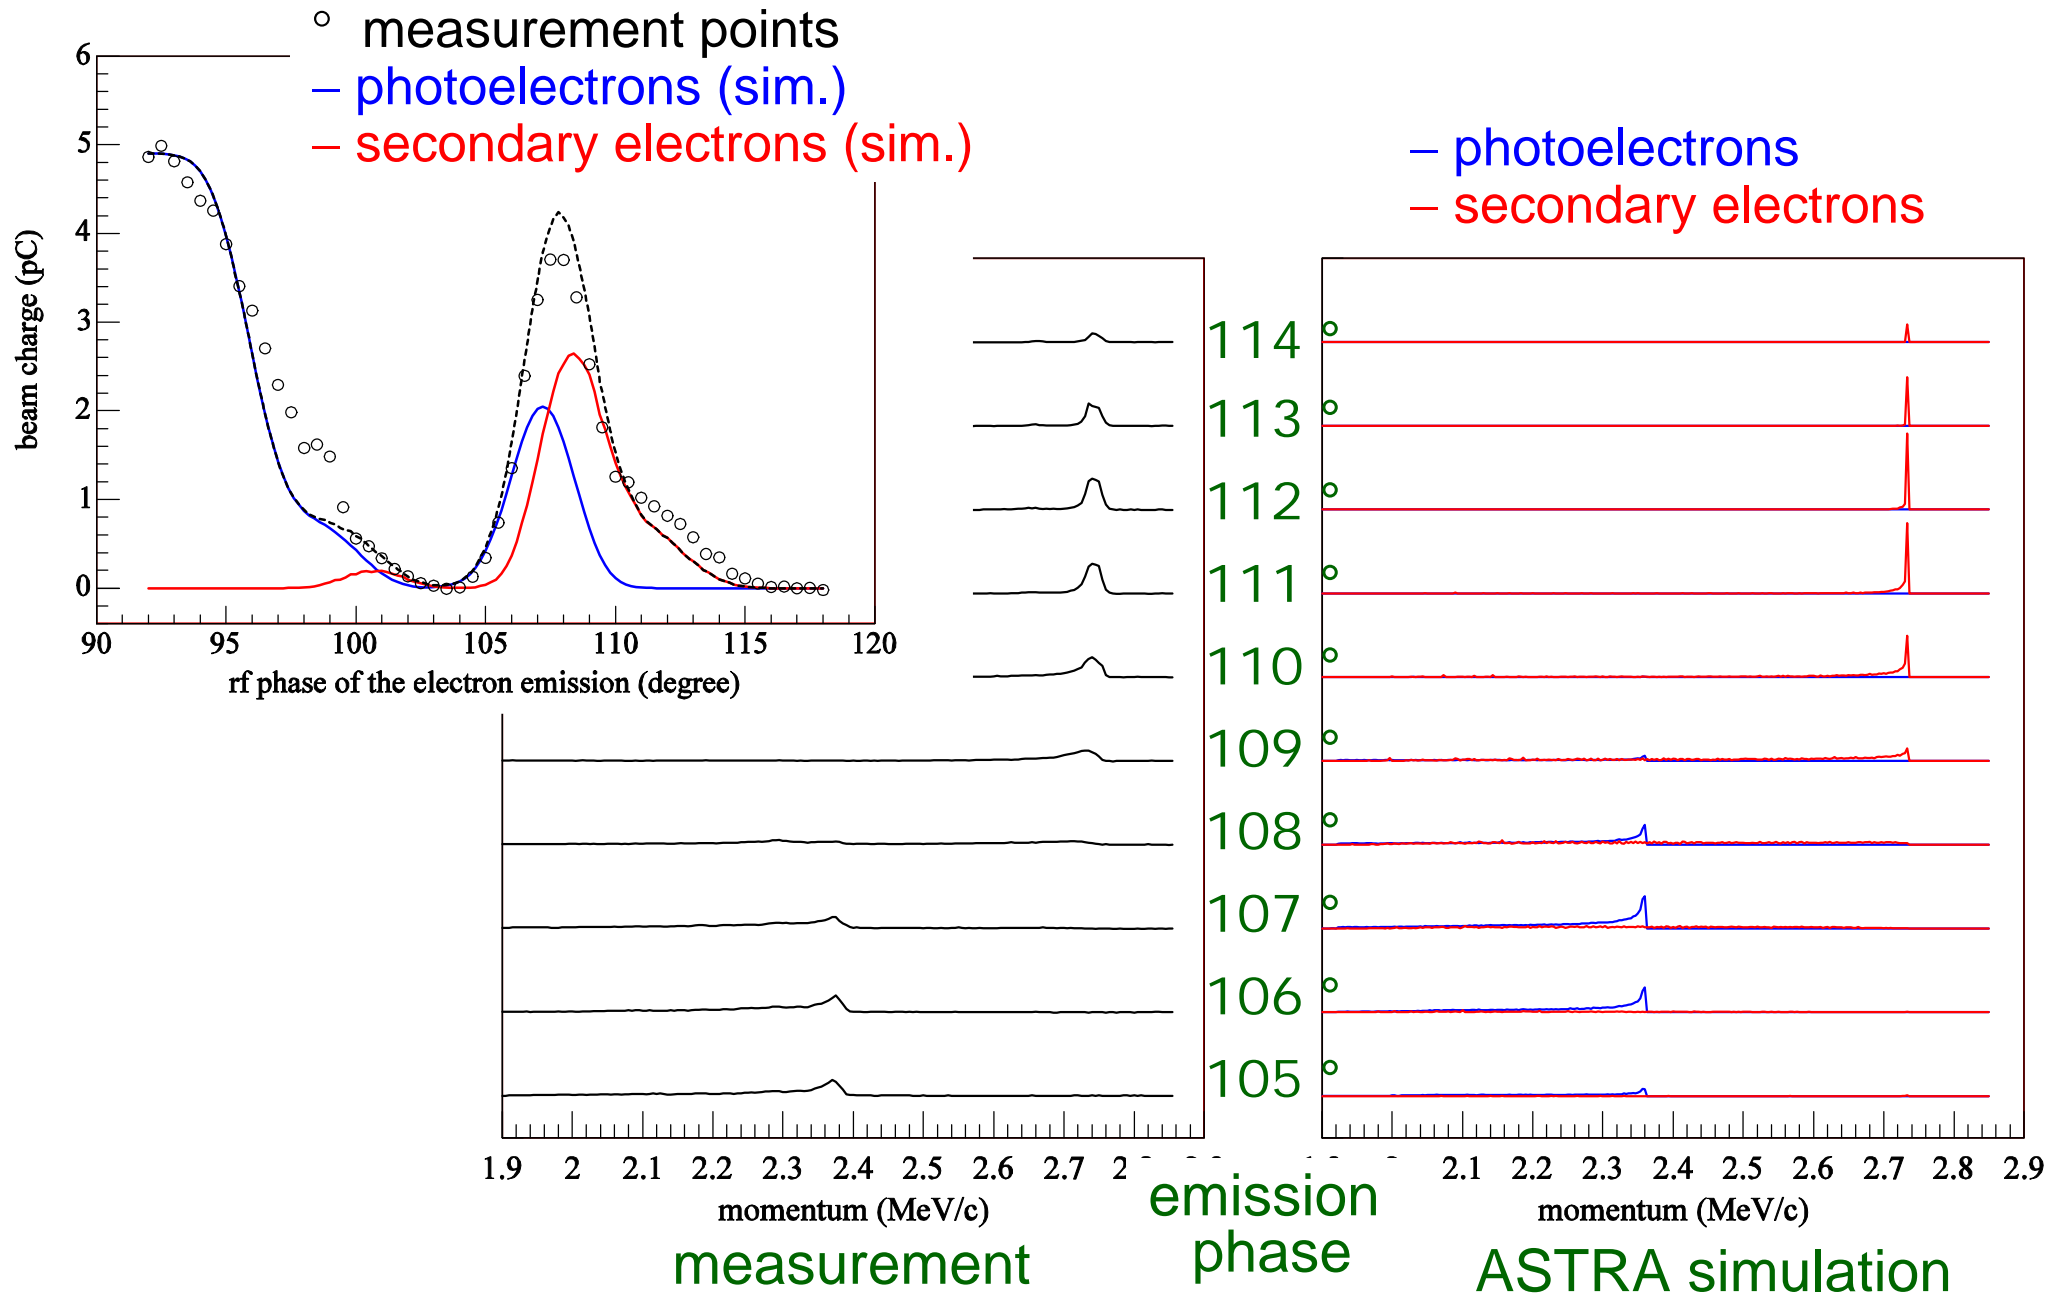 measurement points
– photoelectrons (sim.)
– secondary electrons (sim.)
6
5
4
3
2
1
0
beam charge (pC)
90 95 100 105 110 115 120
rf phase of the electron emission (degree)
– photoelectrons
– secondary electrons
114°
113°
112°
111°
110°
109°
108°
107°
106°
105°
1.9 2 2.1 2.2 2.3 2.4 2.5 2.6 2.7
momentum (MeV/c)
measurement
emission
phase
2.1 2.2 2.3 2.4 2.5 2.6 2.7 2.8 2.9
momentum (MeV/c)
ASTRA simulation